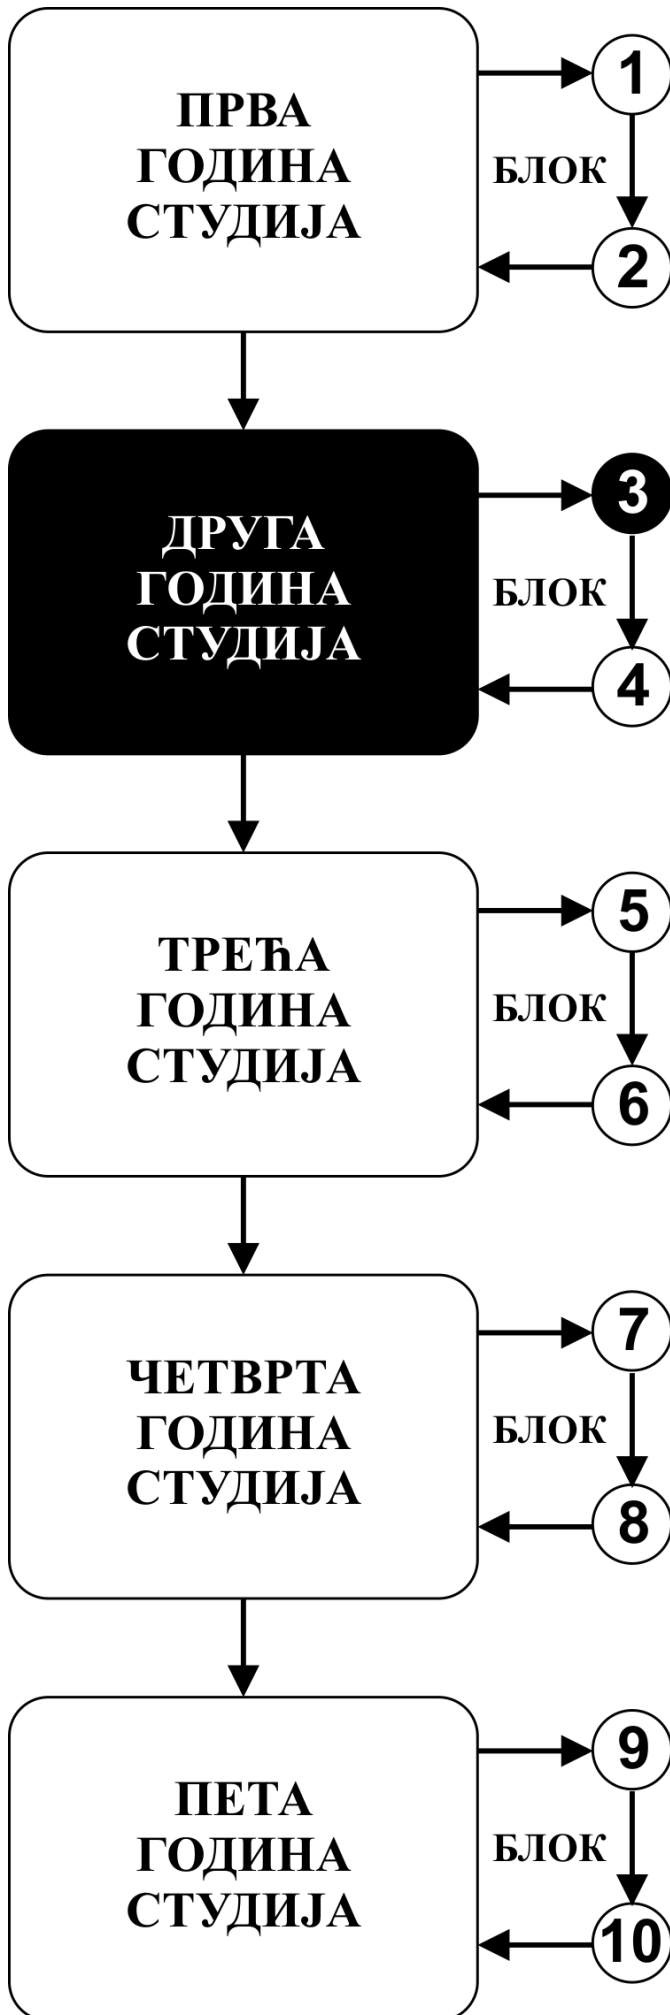 ПРВА
ГОДИНА
СТУДИЈА
1
БЛОК
2
ДРУГА
ГОДИНА
СТУДИЈА
3
БЛОК
4
ТРЕЋА
ГОДИНА
СТУДИЈА
5
БЛОК
6
ЧЕТВРТА
ГОДИНА
СТУДИЈА
7
БЛОК
8
ПЕТА
ГОДИНА
СТУДИЈА
9
БЛОК
10